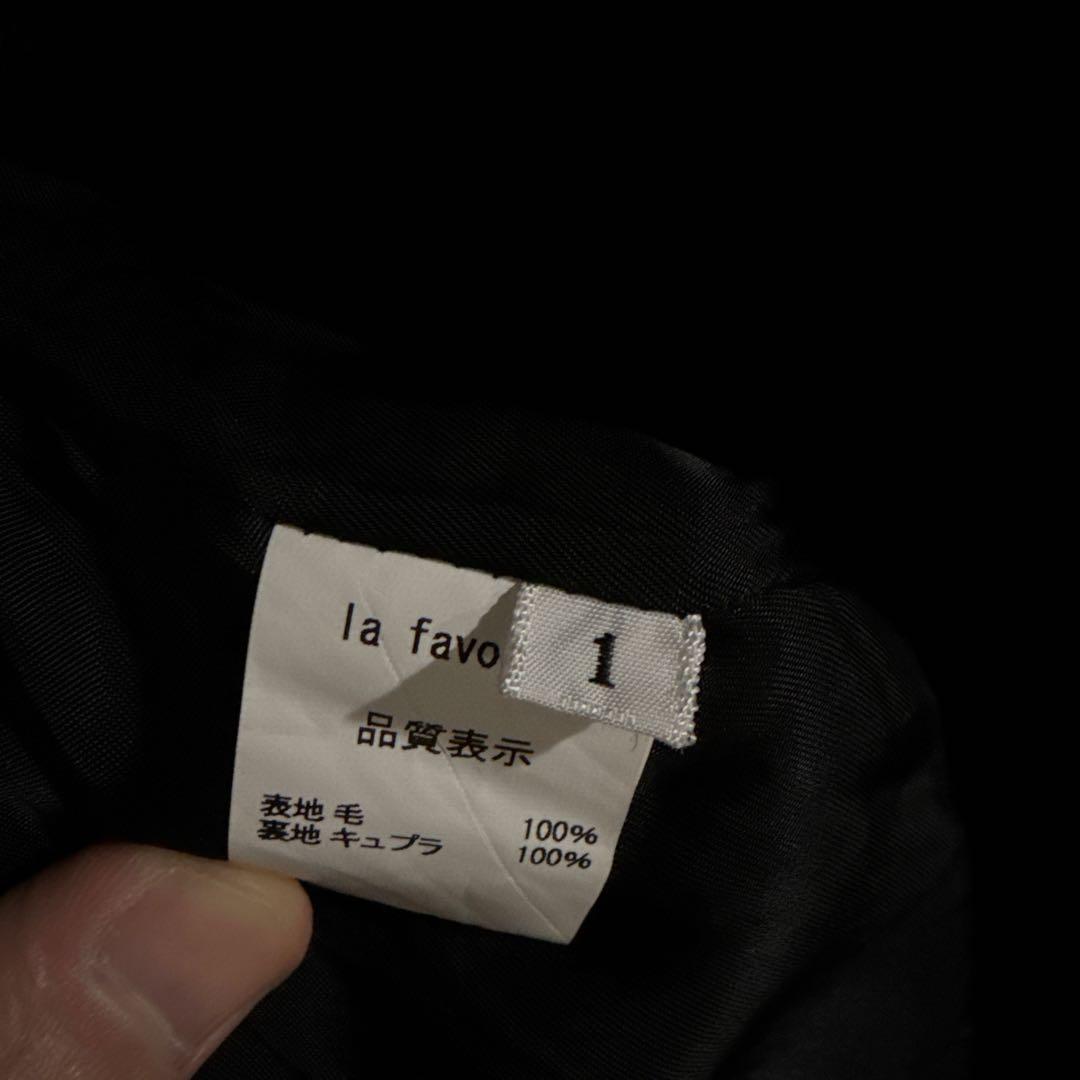 la favo
1
品質表示
表地 毛 100%
裏地 キュプラ 100%